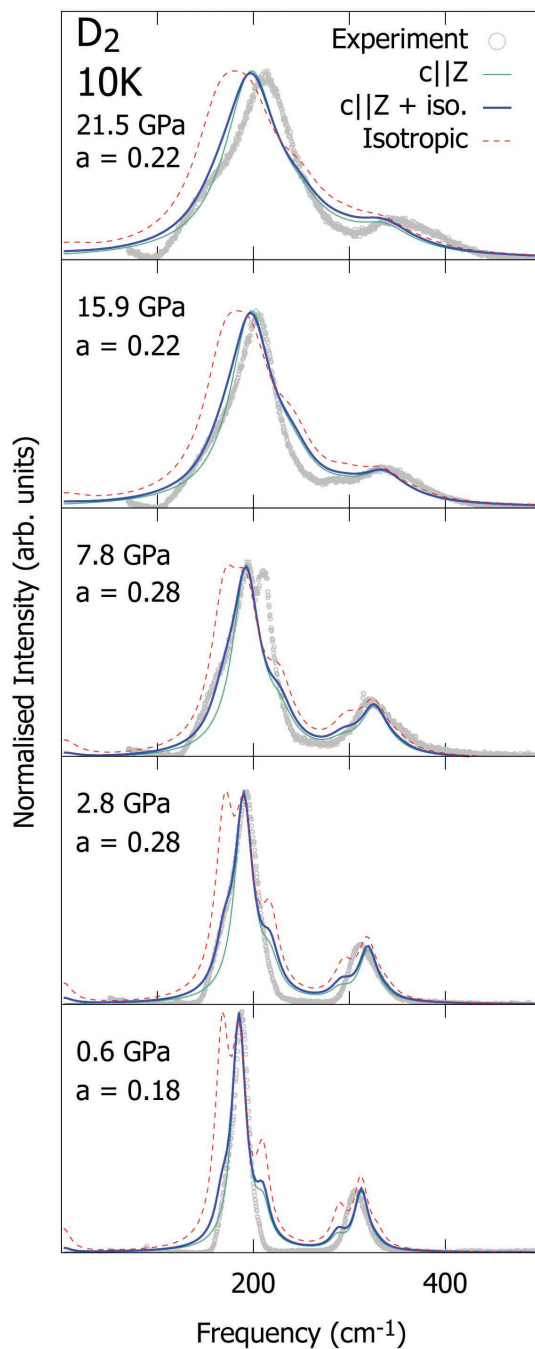 D₂
10K
21.5 GPa
a = 0.22
Experiment
c||Z
c||Z + iso.
Isotropic
15.9 GPa
a = 0.22
7.8 GPa
a = 0.28
2.8 GPa
a = 0.28
0.6 GPa
a = 0.18
Normalised Intensity (arb. units)
200 400
Frequency (cm⁻¹)